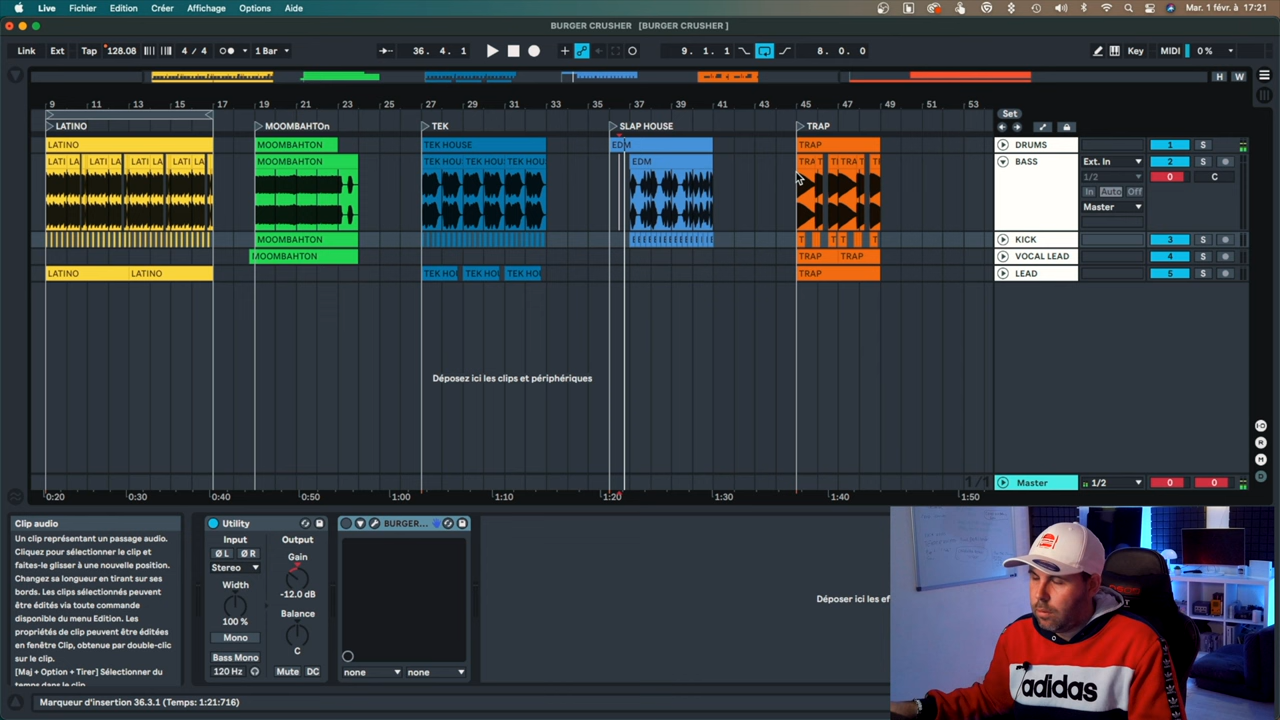 Live Fichier Edition Créer Affichage Options Aide Mar. 1 févr. à 17:21
BURGER CRUSHER [BURGER CRUSHER ]
Link Ext Tap 128.08 4 / 4 1 Bar 36. 4. 1 9. 1. 1 8. 0. 0 Key MIDI 0 %
H W
9 11 13 15 17 19 21 23 27 29 33 35 37 39 41 43 45 47 49 51 53
Set
LATINO MOOMBAHTOn TEK SLAP HOUSE TRAP
LATINO MOOMBAHTON TEK HOUSE EDM TRAP DRUMS 1 S
LATI LA LATI LA LATI LA LATI LA MOOMBAHTON TEK HOU TEK HOU TEK HOU EDM TRA T TI TRA T TI BASS Ext. In 2 S
1/2 0 C
In Auto Off
Master
MOOMBAHTON T T T T KICK 3 S
MOOMBAHTON TRAP TRAP VOCAL LEAD 4 S
LATINO LATINO TEK HOU TEK HOU TEK HOU TRAP LEAD 5 S
Déposez ici les clips et périphériques
1/1 Master 1/2 0 0
0:20 0:30 0:40 0:50 1:00 1:10 1:20 1:30 1:40 1:50
Clip audio
Un clip représentant un passage audio.
Cliquez pour sélectionner le clip et
faites-le glisser à une nouvelle position.
Changez sa longueur en tirant sur ses
bords. Les clips sélectionnés peuvent
être édités via toute commande
disponible du menu Edition. Les
propriétés de clip peuvent être éditées
en fenêtre Clip, obtenue par double-clic
sur le clip.
[Maj + Option + Tirer] Sélectionner du
temps dans le clip.
Utility
Input Output
Ø L Ø R Gain
Stereo
Width -12.0 dB
100 % Balance
Mono C
Bass Mono
120 Hz Mute DC
BURGER...
none none
Déposer ici les ef
Marqueur d'insertion 36.3.1 (Temps: 1:21:716)
adidas